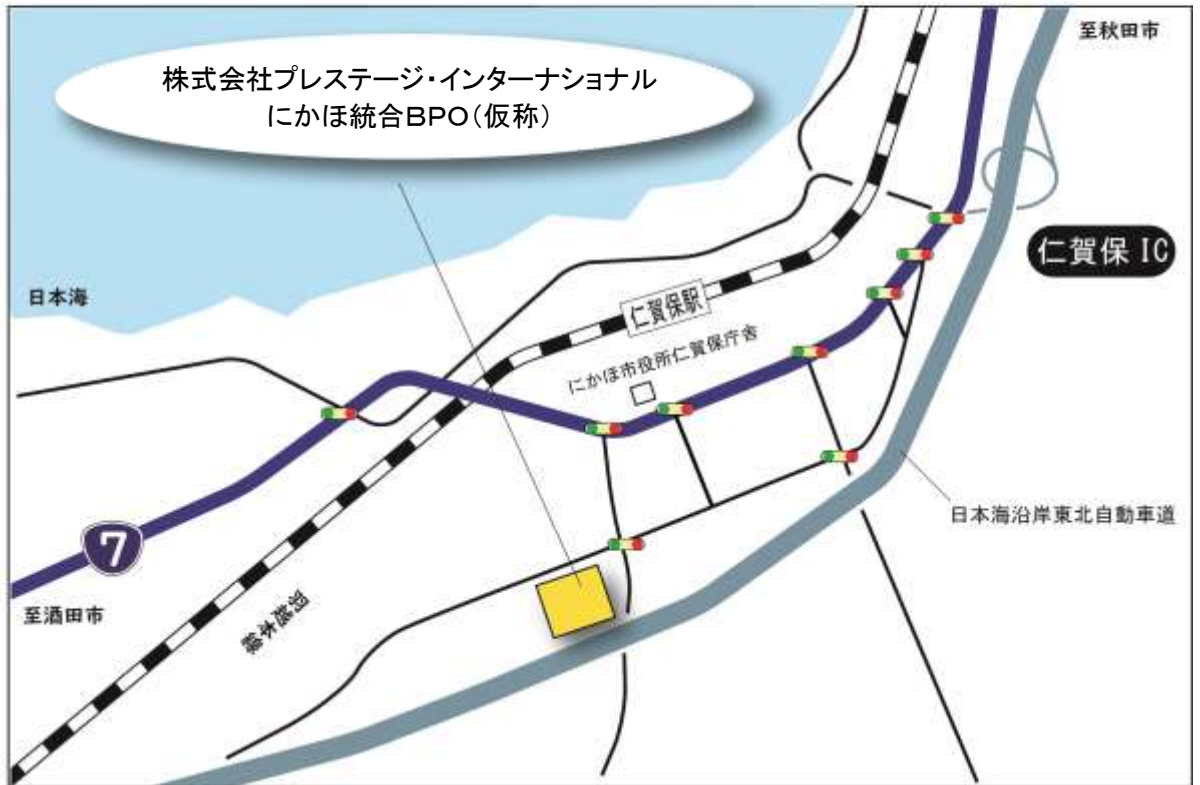 至秋田市
株式会社プレステージ・インターナショナル
にかほ統合BPO(仮称)
仁賀保 IC
日本海
仁賀保駅
にかほ市役所仁賀保庁舎
日本海沿岸東北自動車道
7
至酒田市
羽越本線